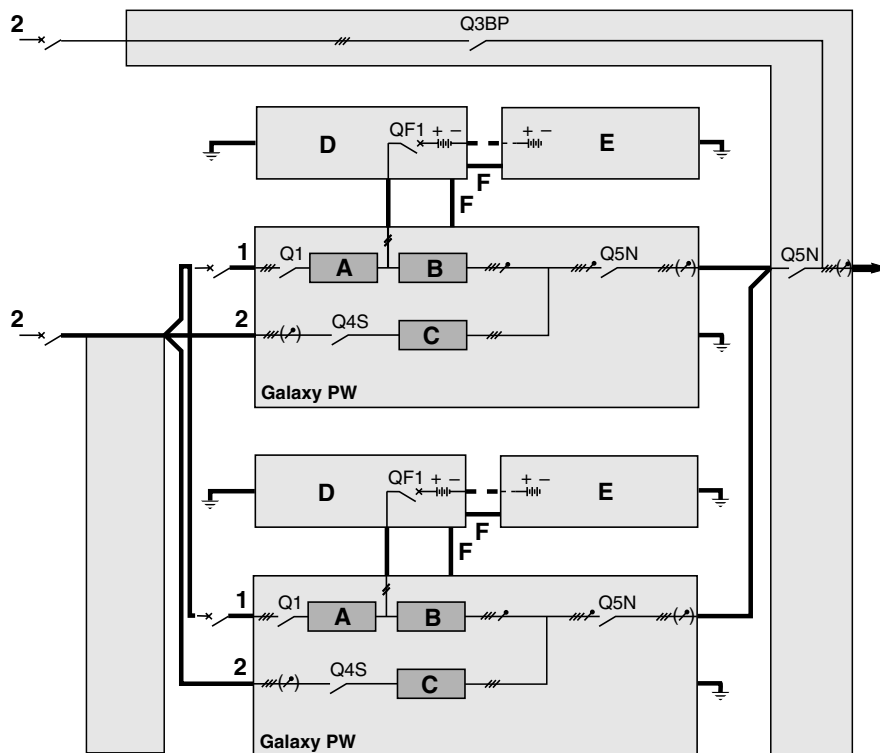 2 Q3BP
D QF1 + − + − E
F
F
1 Q1 A B Q5N Q5N
2
2 Q4S C
Galaxy PW
D QF1 + − + − E
F
F
1 Q1 A B Q5N
2 Q4S C
Galaxy PW